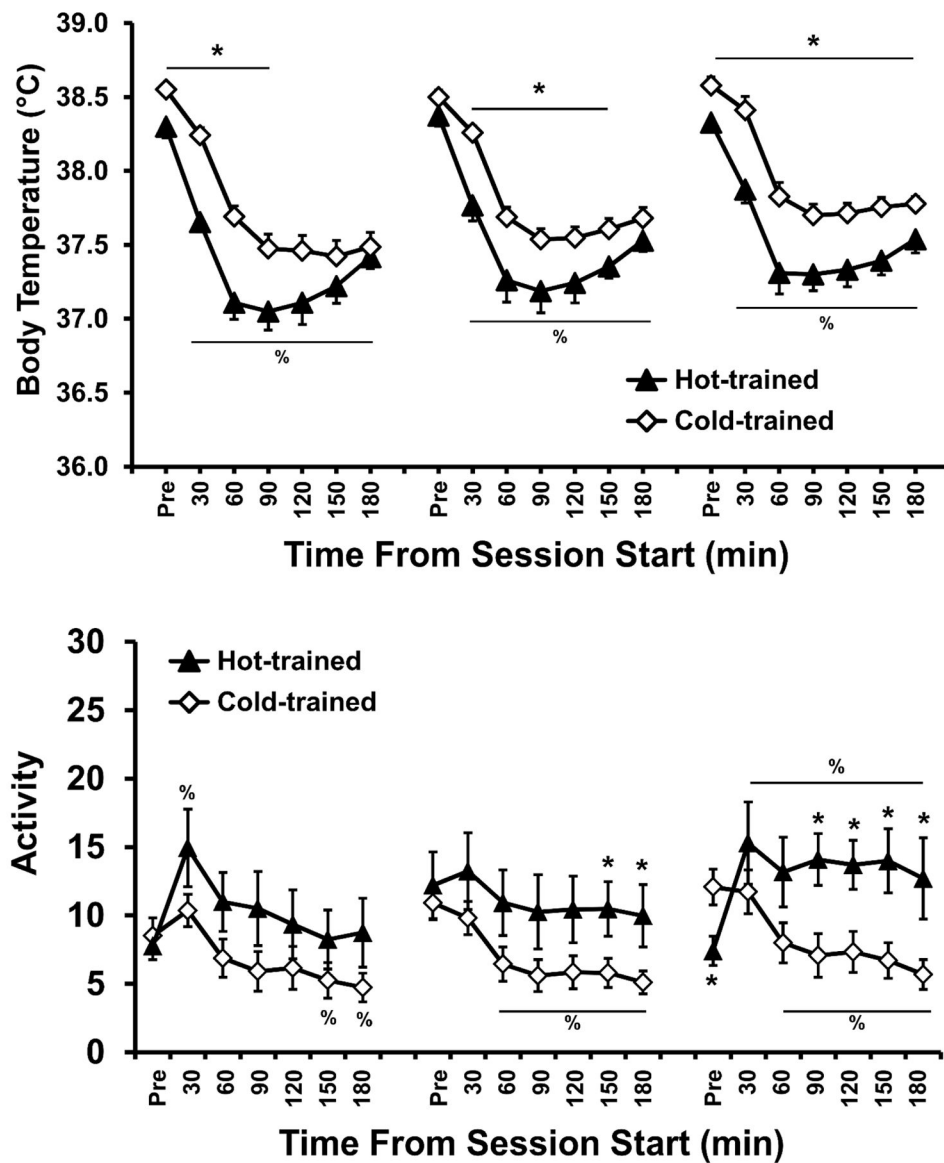 39.0
38.5
38.0
37.5
37.0
36.5
36.0
Body Temperature (°C)
* * *
% % %
Hot-trained
Cold-trained
Pre 30 60 90 120 150 180 Pre 30 60 90 120 150 180 Pre 30 60 90 120 150 180
Time From Session Start (min)
30
25
20
15
10
5
0
Activity
Hot-trained
Cold-trained
%
%
* * * * * *
*
% %
% %
Pre 30 60 90 120 150 180 Pre 30 60 90 120 150 180 Pre 30 60 90 120 150 180
Time From Session Start (min)